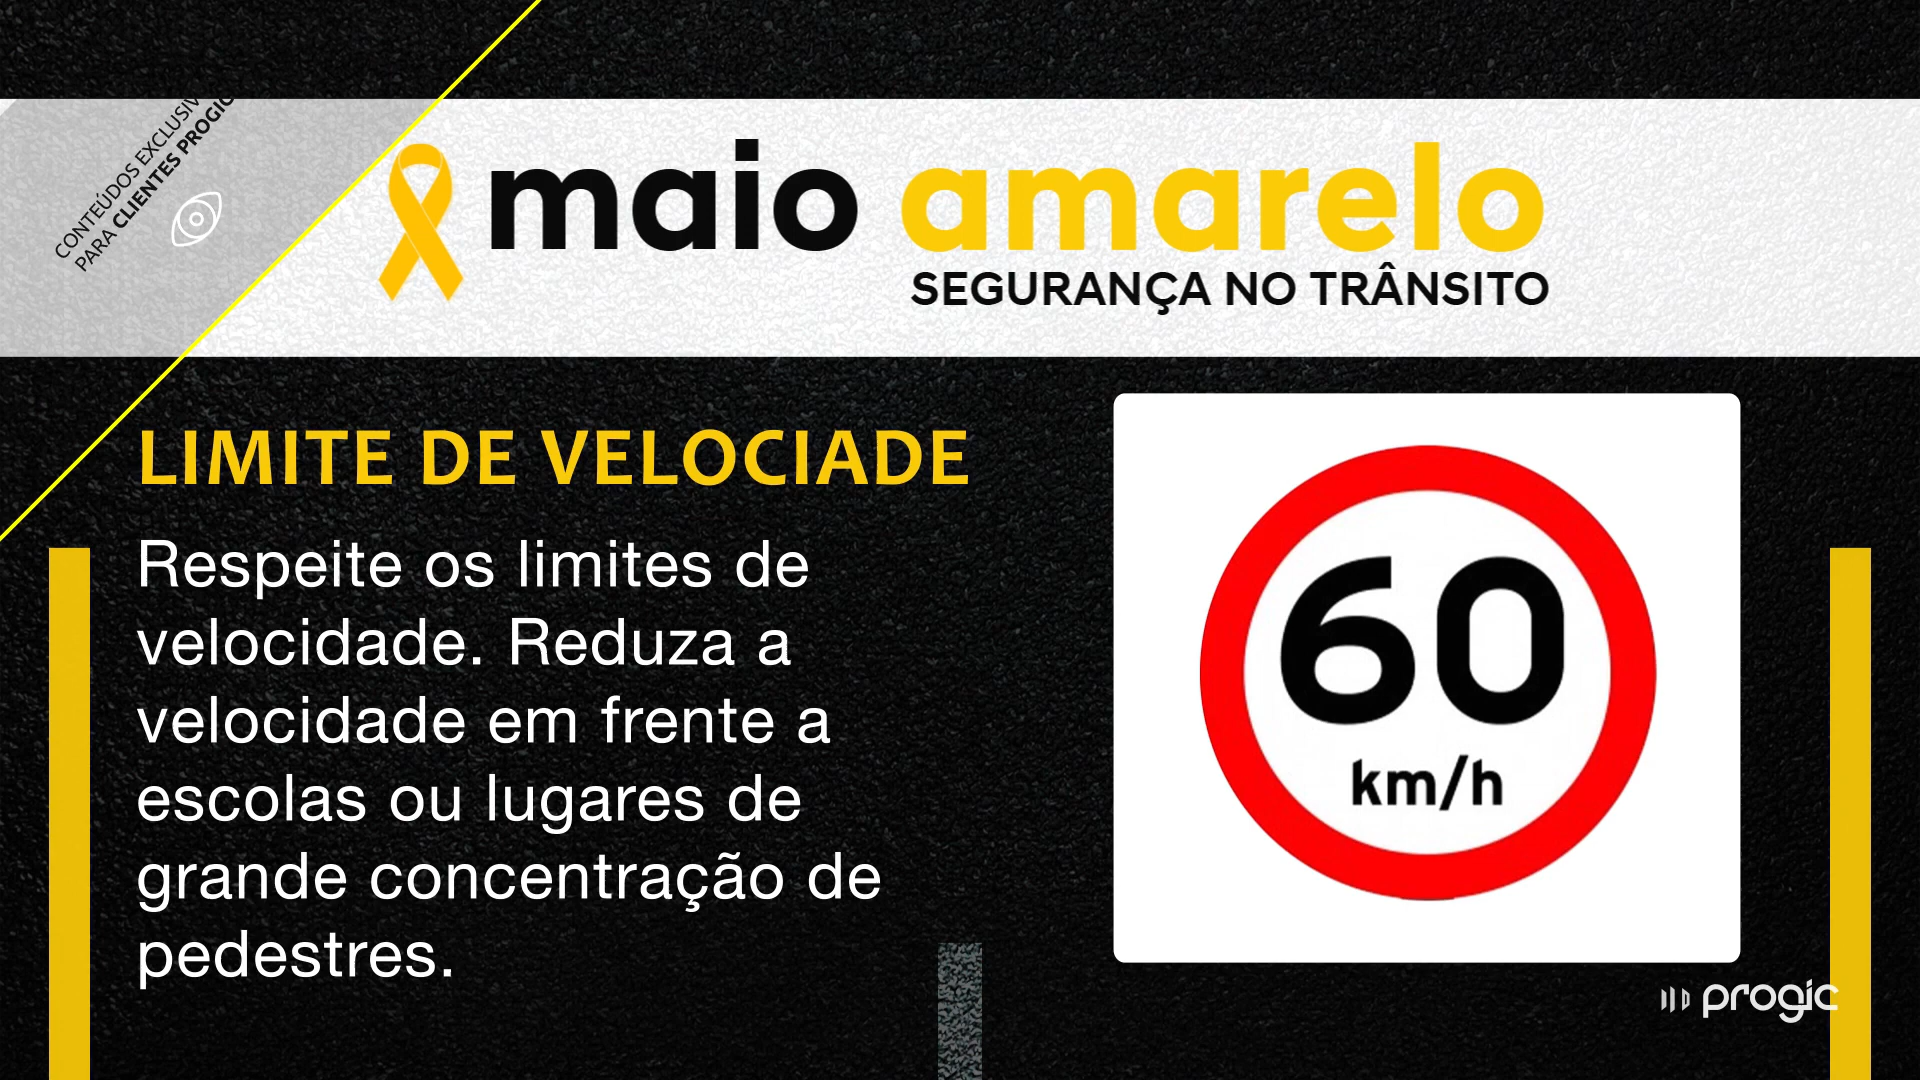 CONTEÚDOS EXCLUSIV
PARA CLIENTES PROGIC
maio amarelo
SEGURANÇA NO TRÂNSITO
LIMITE DE VELOCIADE
Respeite os limites de
velocidade. Reduza a
velocidade em frente a
escolas ou lugares de
grande concentração de
pedestres.
60
km/h
progic